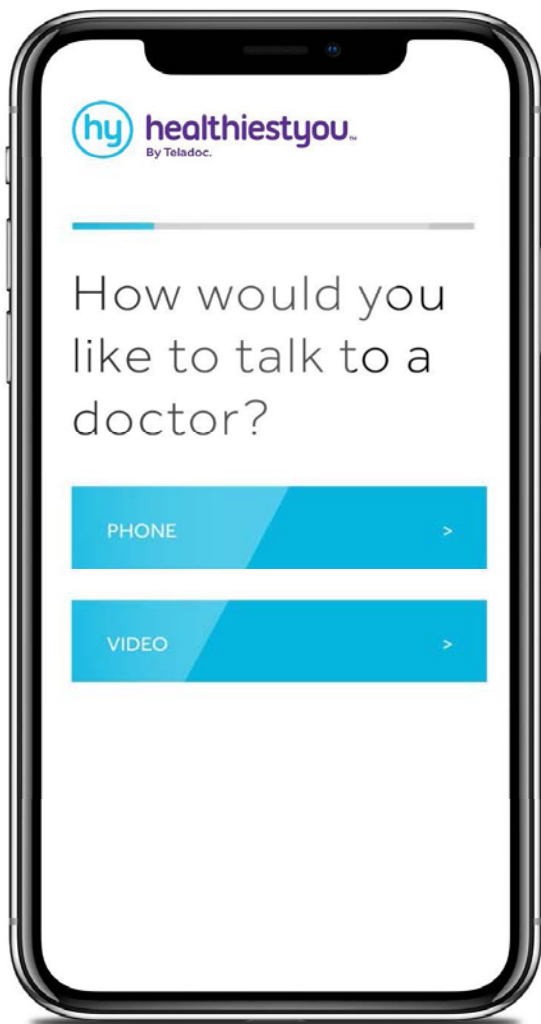 hy healthiestyou™
By Teladoc.
How would you
like to talk to a
doctor?
PHONE >
VIDEO >